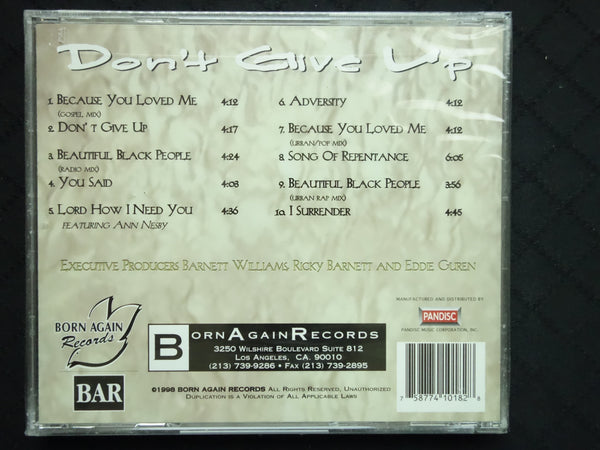 Don't Give Up
1. Because You Loved Me 4:12
(Gospel Mix)
2. Don't Give Up 4:17
3. Beautiful Black People 4:24
(Radio Mix)
4. You Said 4:03
5. Lord How I Need You 4:36
Featuring Ann Nesby
6. Adversity 4:12
7. Because You Loved Me 4:12
(Urban/Pop Mix)
8. Song Of Repentance 6:05
9. Beautiful Black People 3:56
(Urban Rap Mix)
10. I Surrender 4:45
Executive Producers Barnett Williams, Ricky Barnett and Eddie Guren
BORN AGAIN
Records
BAR
B
BornAgainRecords
3250 Wilshire Boulevard Suite 812
Los Angeles, CA. 90010
(213) 739-9286 • Fax (213) 739-2895
©1998 BORN AGAIN RECORDS All Rights Reserved, Unauthorized
Duplication is a Violation of All Applicable Laws
MANUFACTURED AND DISTRIBUTED BY
PANDISC
PANDISC MUSIC CORPORATION, INC.
7 58774 10182 8